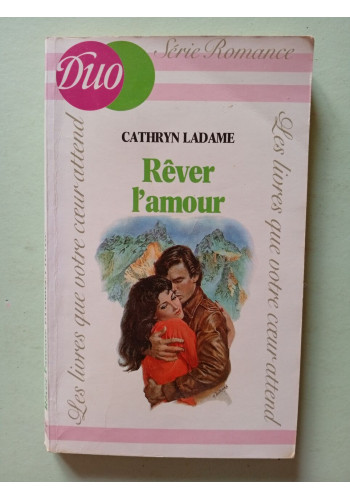 Duo
Série Romance
CATHRYN LADAME
Rêver
l'amour
Les livres que votre cœur attend
Les livres que votre cœur attend